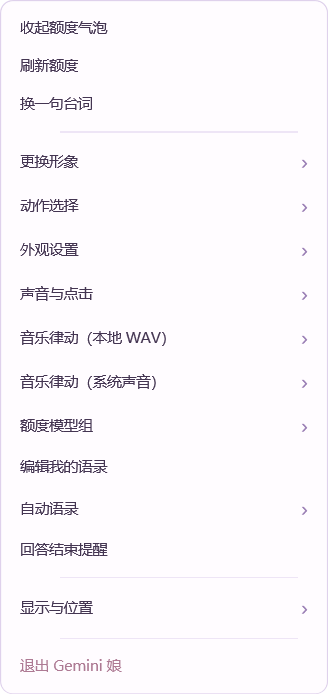 收起额度气泡
刷新额度
换一句台词
更换形象
动作选择
外观设置
声音与点击
音乐律动（本地 WAV）
音乐律动（系统声音）
额度模型组
编辑我的语录
自动语录
回答结束提醒
显示与位置
退出 Gemini 娘